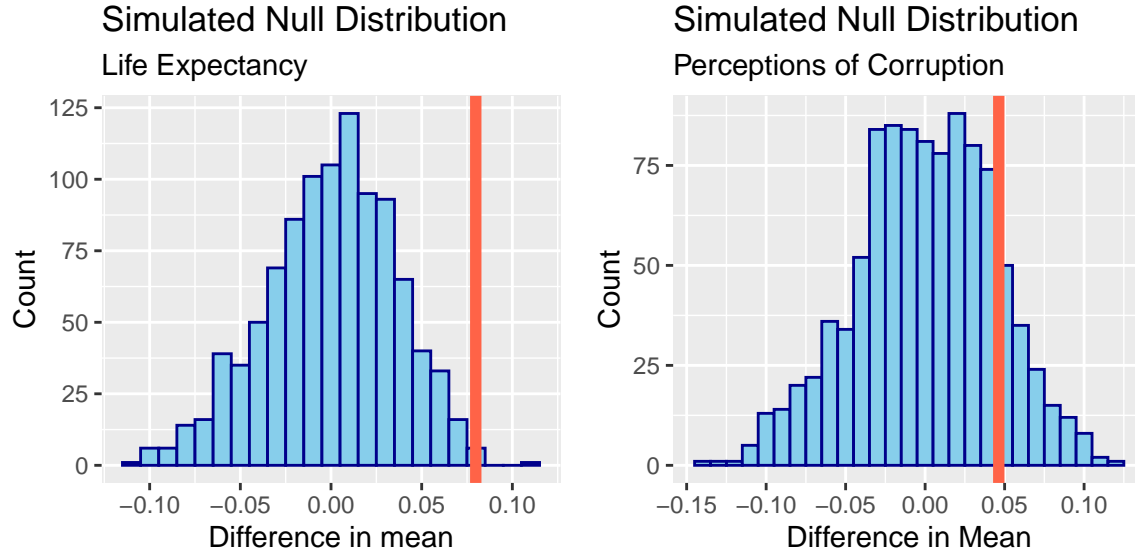 Simulated Null Distribution
Life Expectancy
125
100
75
50
25
0
Count
−0.10 −0.05 0.00 0.05 0.10
Difference in mean
Simulated Null Distribution
Perceptions of Corruption
75
50
25
0
Count
−0.15 −0.10 −0.05 0.00 0.05 0.10
Difference in Mean